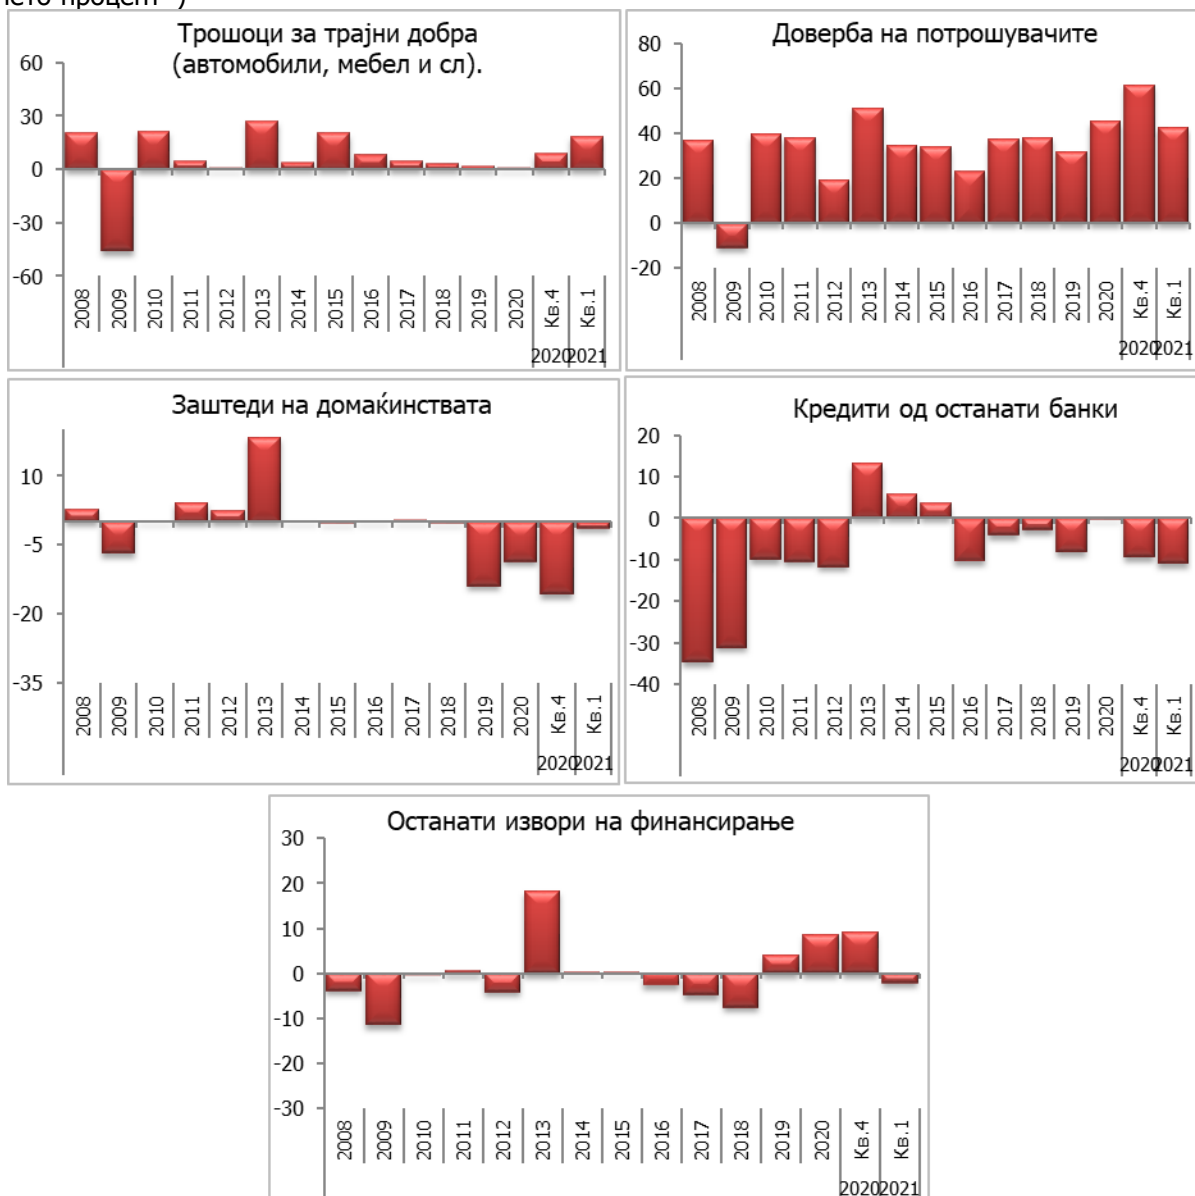 процент
Трошоци за трајни добра
(автомобили, мебел и сл).
60
30
0
-30
-60
2008 2009 2010 2011 2012 2013 2014 2015 2016 2017 2018 2019 2020 Кв.4 Кв.1
2020 2021
Доверба на потрошувачите
80
60
40
20
0
-20
2008 2009 2010 2011 2012 2013 2014 2015 2016 2017 2018 2019 2020 Кв.4 Кв.1
2020 2021
Заштеди на домаќинствата
10
-5
-20
-35
2008 2009 2010 2011 2012 2013 2014 2015 2016 2017 2018 2019 2020 Кв.4 Кв.1
2020 2021
Кредити од останати банки
20
10
0
-10
-20
-30
-40
2008 2009 2010 2011 2012 2013 2014 2015 2016 2017 2018 2019 2020 Кв.4 Кв.1
2020 2021
Останати извори на финансирање
30
20
10
0
-10
-20
-30
2008 2009 2010 2011 2012 2013 2014 2015 2016 2017 2018 2019 2020 Кв.4 Кв.1
2020 2021